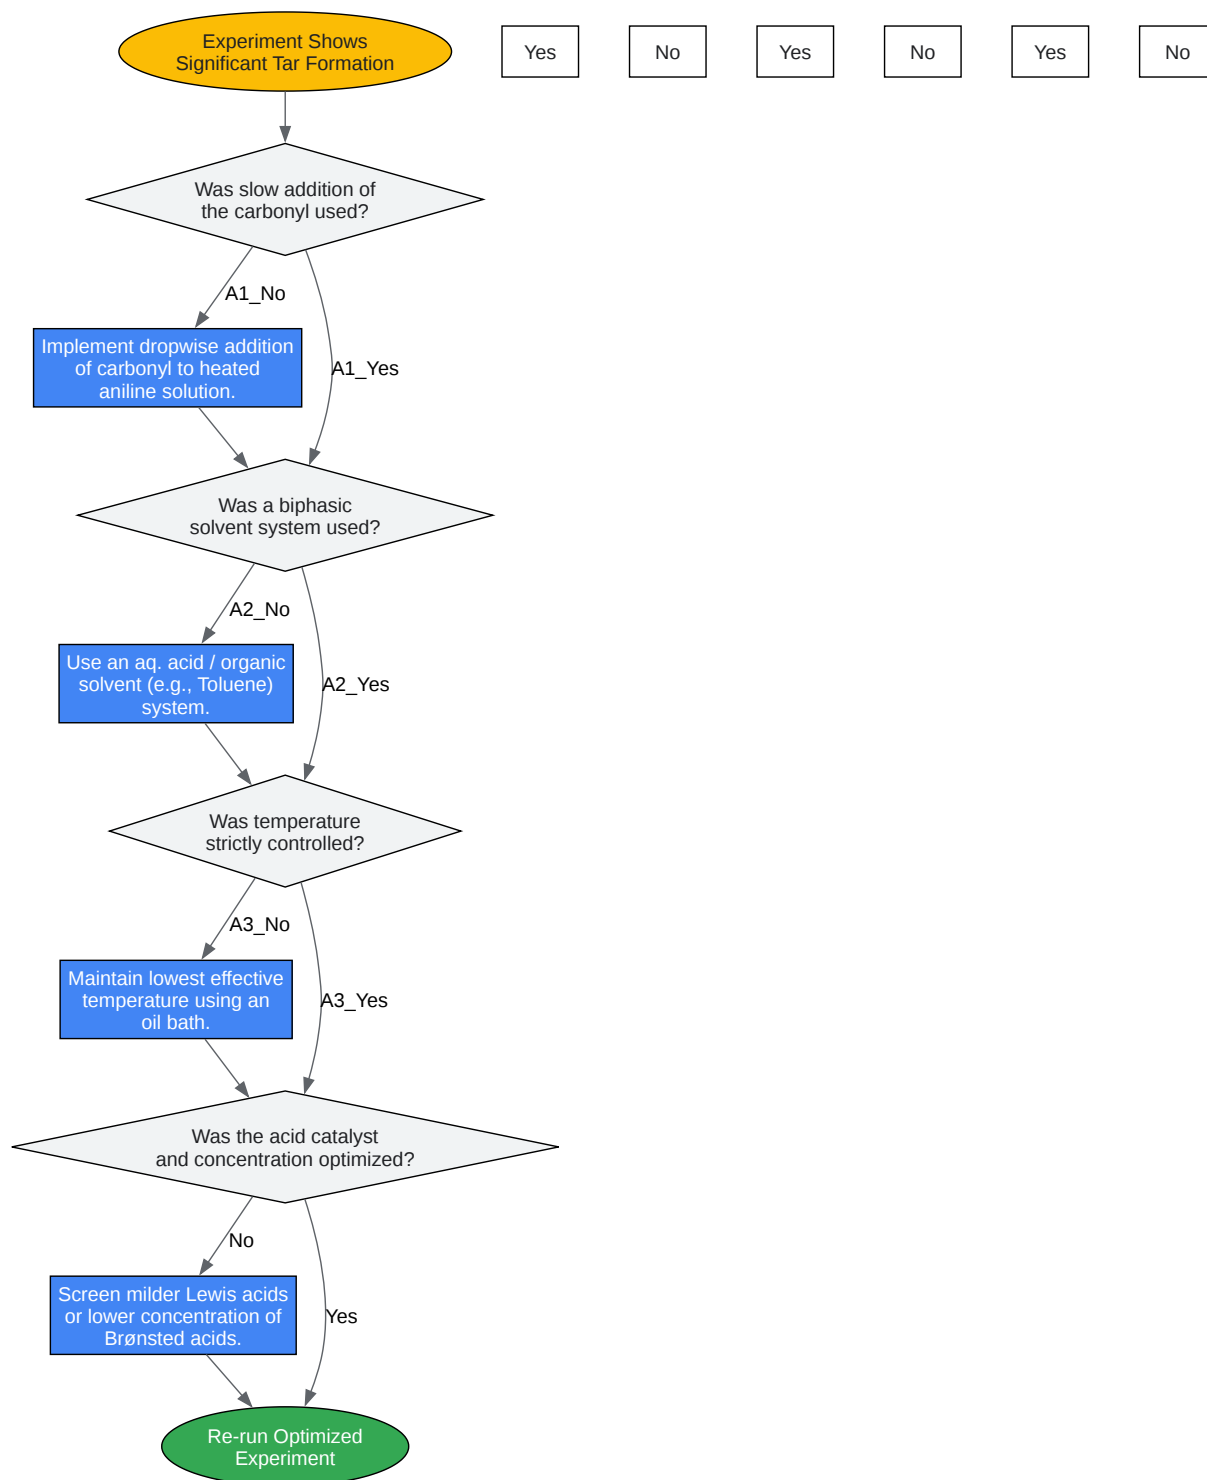 Experiment Shows
Significant Tar Formation
Yes
No
Yes
No
Yes
No
Was slow addition of
the carbonyl used?
A1_No
Implement dropwise addition
of carbonyl to heated
aniline solution.
A1_Yes
Was a biphasic
solvent system used?
A2_No
Use an aq. acid / organic
solvent (e.g., Toluene)
system.
A2_Yes
Was temperature
strictly controlled?
A3_No
Maintain lowest effective
temperature using an
oil bath.
A3_Yes
Was the acid catalyst
and concentration optimized?
No
Screen milder Lewis acids
or lower concentration of
Brønsted acids.
Yes
Re-run Optimized
Experiment